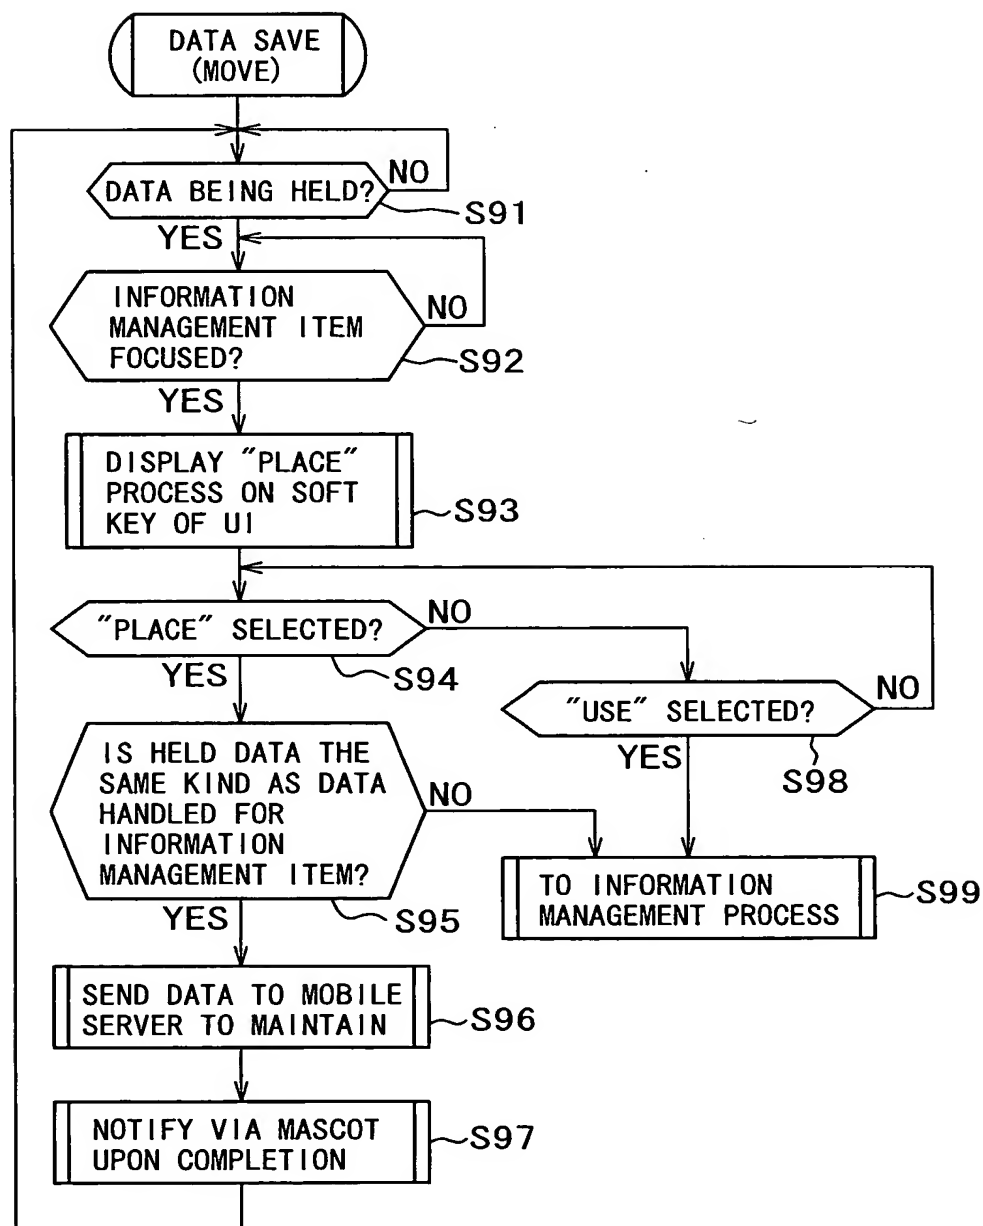 DATA SAVE
(MOVE)
NO
DATA BEING HELD?
S91
YES
INFORMATION
MANAGEMENT ITEM
FOCUSED?
NO
S92
YES
DISPLAY "PLACE"
PROCESS ON SOFT
KEY OF UI
S93
"PLACE" SELECTED?
NO
S94
YES
"USE" SELECTED?
NO
S98
YES
IS HELD DATA THE
SAME KIND AS DATA
HANDLED FOR
INFORMATION
MANAGEMENT ITEM?
NO
S95
YES
TO INFORMATION
MANAGEMENT PROCESS
S99
SEND DATA TO MOBILE
SERVER TO MAINTAIN
S96
NOTIFY VIA MASCOT
UPON COMPLETION
S97